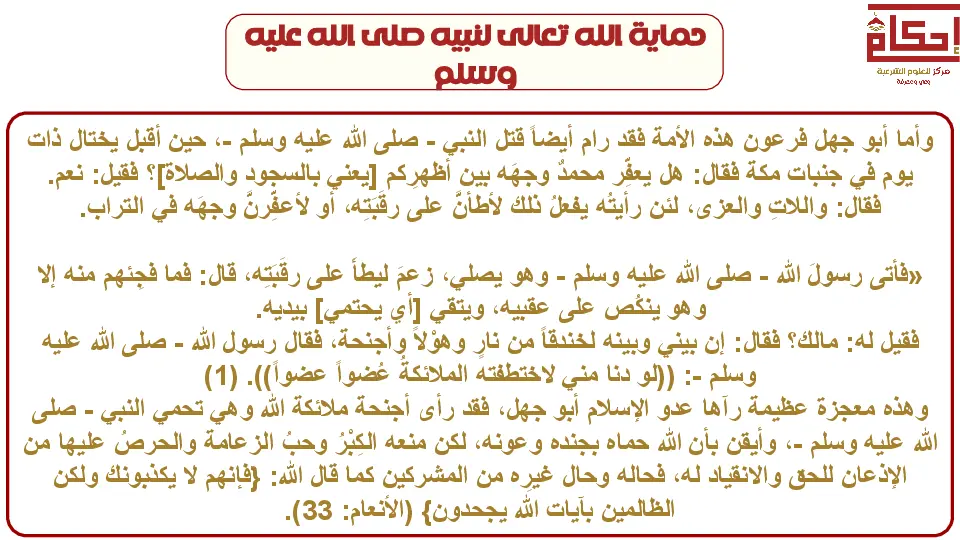 حماية الله تعالى لنبيه صلى الله عليه
وسلم
إحكام
مركز للعلوم الشرعية
وعي ومعرفة
وأما أبو جهل فرعون هذه الأمة فقد رام أيضاً قتل النبي - صلى الله عليه وسلم -، حين أقبل يختال ذات
يوم في جنبات مكة فقال: هل يعفِّر محمدٌ وجهَه بين أظهرِكم [يعني بالسجود والصلاة]؟ فقيل: نعم.
فقال: واللاتِ والعزى، لئن رأيتُه يفعلُ ذلك لأطأنَّ على رقَبَتِه، أو لأعفِّرنَّ وجهَه في التراب.
«فأتى رسولَ الله - صلى الله عليه وسلم - وهو يصلي، زعمَ ليطأ على رقَبَتِه، قال: فما فجِئهم منه إلا
وهو ينكُص على عقبيه، ويتقي [أي يحتمي] بيديه.
فقيل له: مالك؟ فقال: إن بيني وبينه لخندقاً من نارٍ وهوْلاً وأجنحة، فقال رسول الله - صلى الله عليه
وسلم -: ((لو دنا مني لاختطفته الملائكةُ عُضواً عضواً)). (1)
وهذه معجزة عظيمة رآها عدو الإسلام أبو جهل، فقد رأى أجنحة ملائكة الله وهي تحمي النبي - صلى
الله عليه وسلم -، وأيقن بأن الله حماه بجنده وعونه، لكن منعه الكِبْرُ وحبُ الزعامة والحرصُ عليها من
الإذعان للحق والانقياد له، فحاله وحال غيرِه من المشركين كما قال الله: {فإنهم لا يكذبونك ولكن
الظالمين بآيات الله يجحدون} (الأنعام: 33).